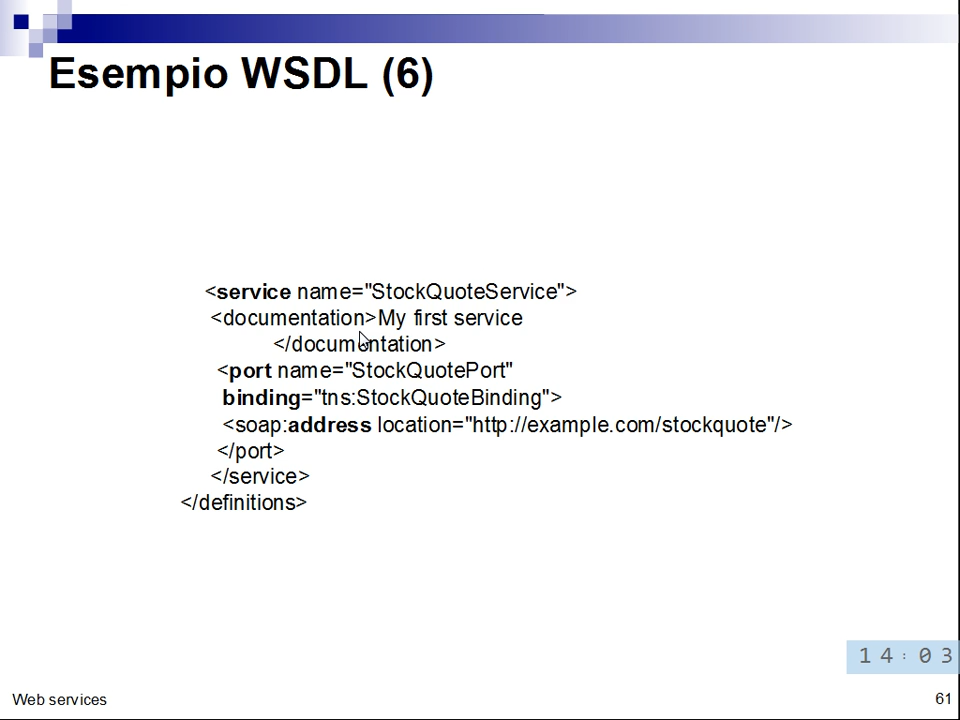 Esempio WSDL (6)
<service name="StockQuoteService">
<documentation>My first service
</documentation>
<port name="StockQuotePort"
binding="tns:StockQuoteBinding">
<soap:address location="http://example.com/stockquote"/>
</port>
</service>
</definitions>
14:03
Web services
61